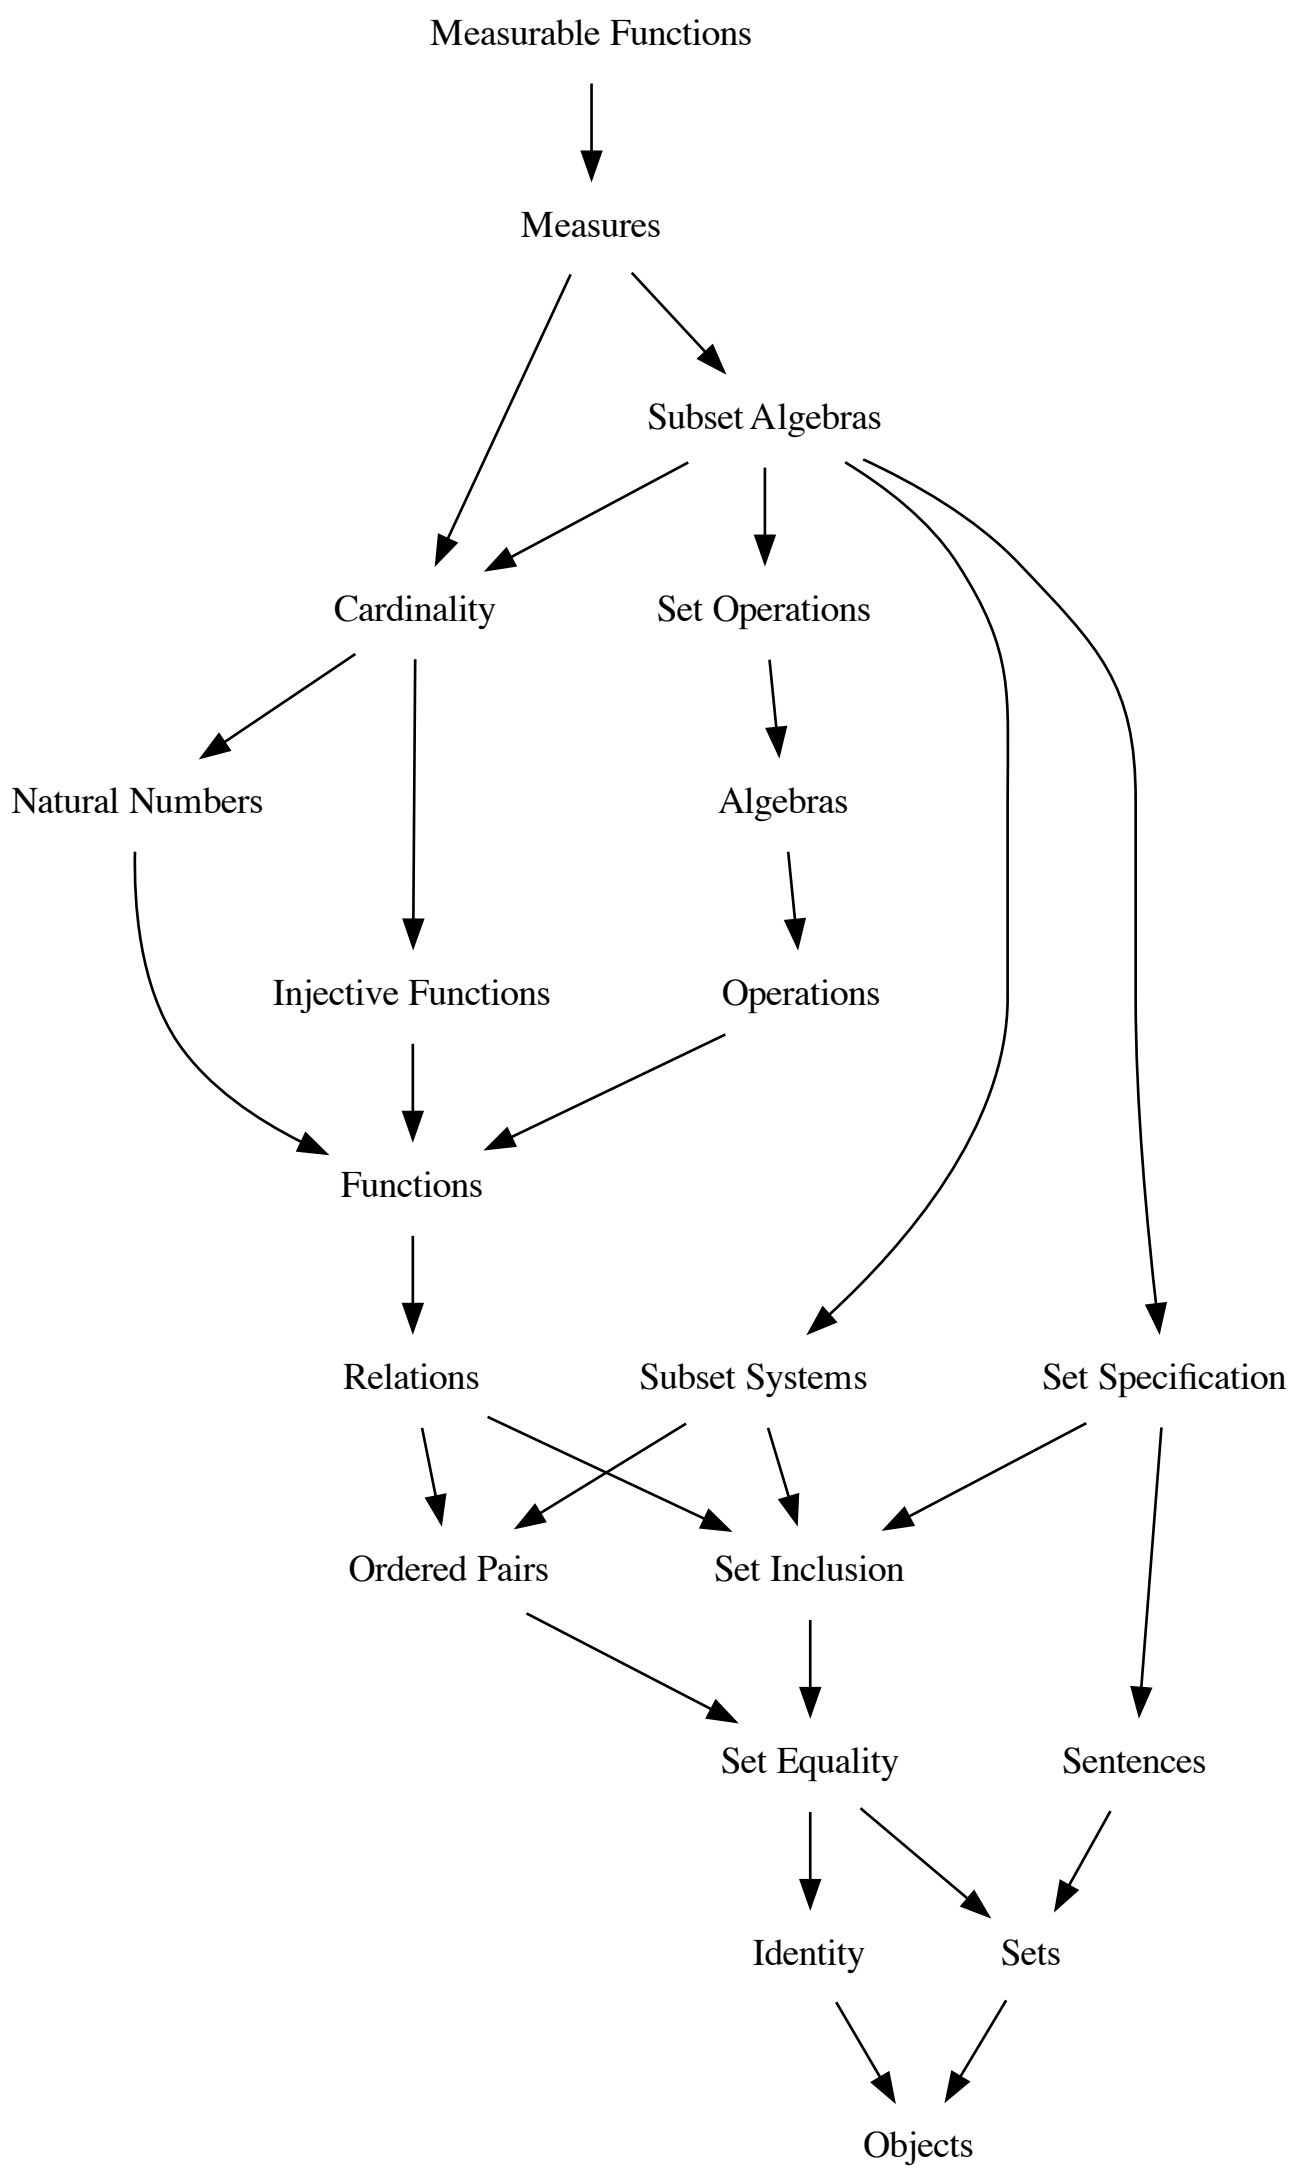 Measurable Functions
Measures
Subset Algebras
Cardinality
Set Operations
Natural Numbers
Algebras
Injective Functions
Operations
Functions
Relations
Subset Systems
Set Specification
Ordered Pairs
Set Inclusion
Set Equality
Sentences
Identity
Sets
Objects